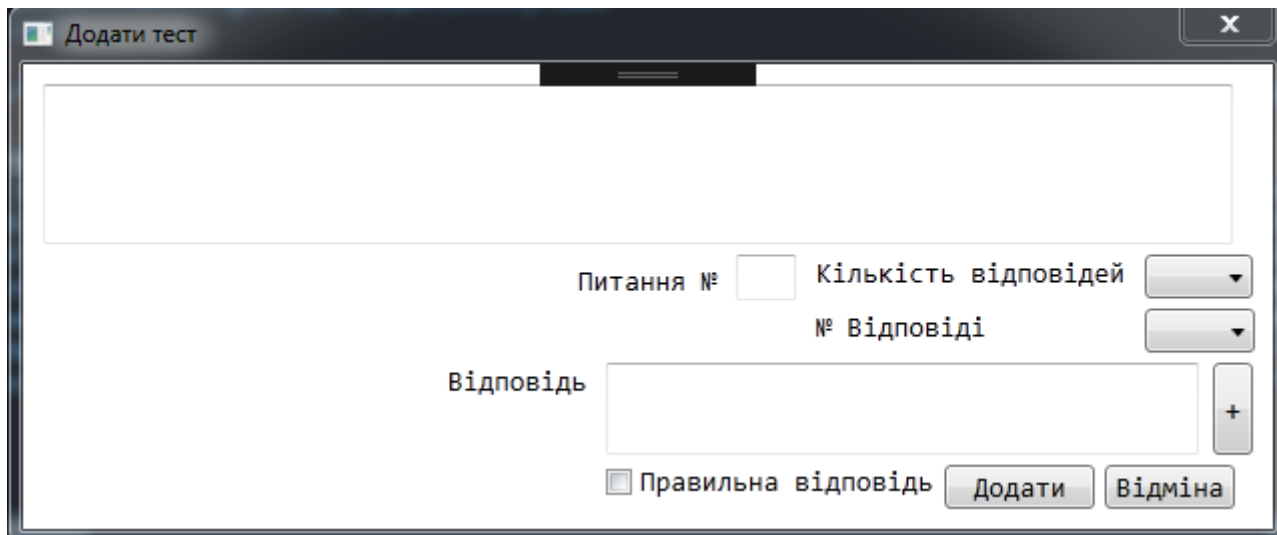 Додати тест
x
Питання № Кількість відповідей
№ Відповіді
Відповідь
+
Правильна відповідь Додати Відміна